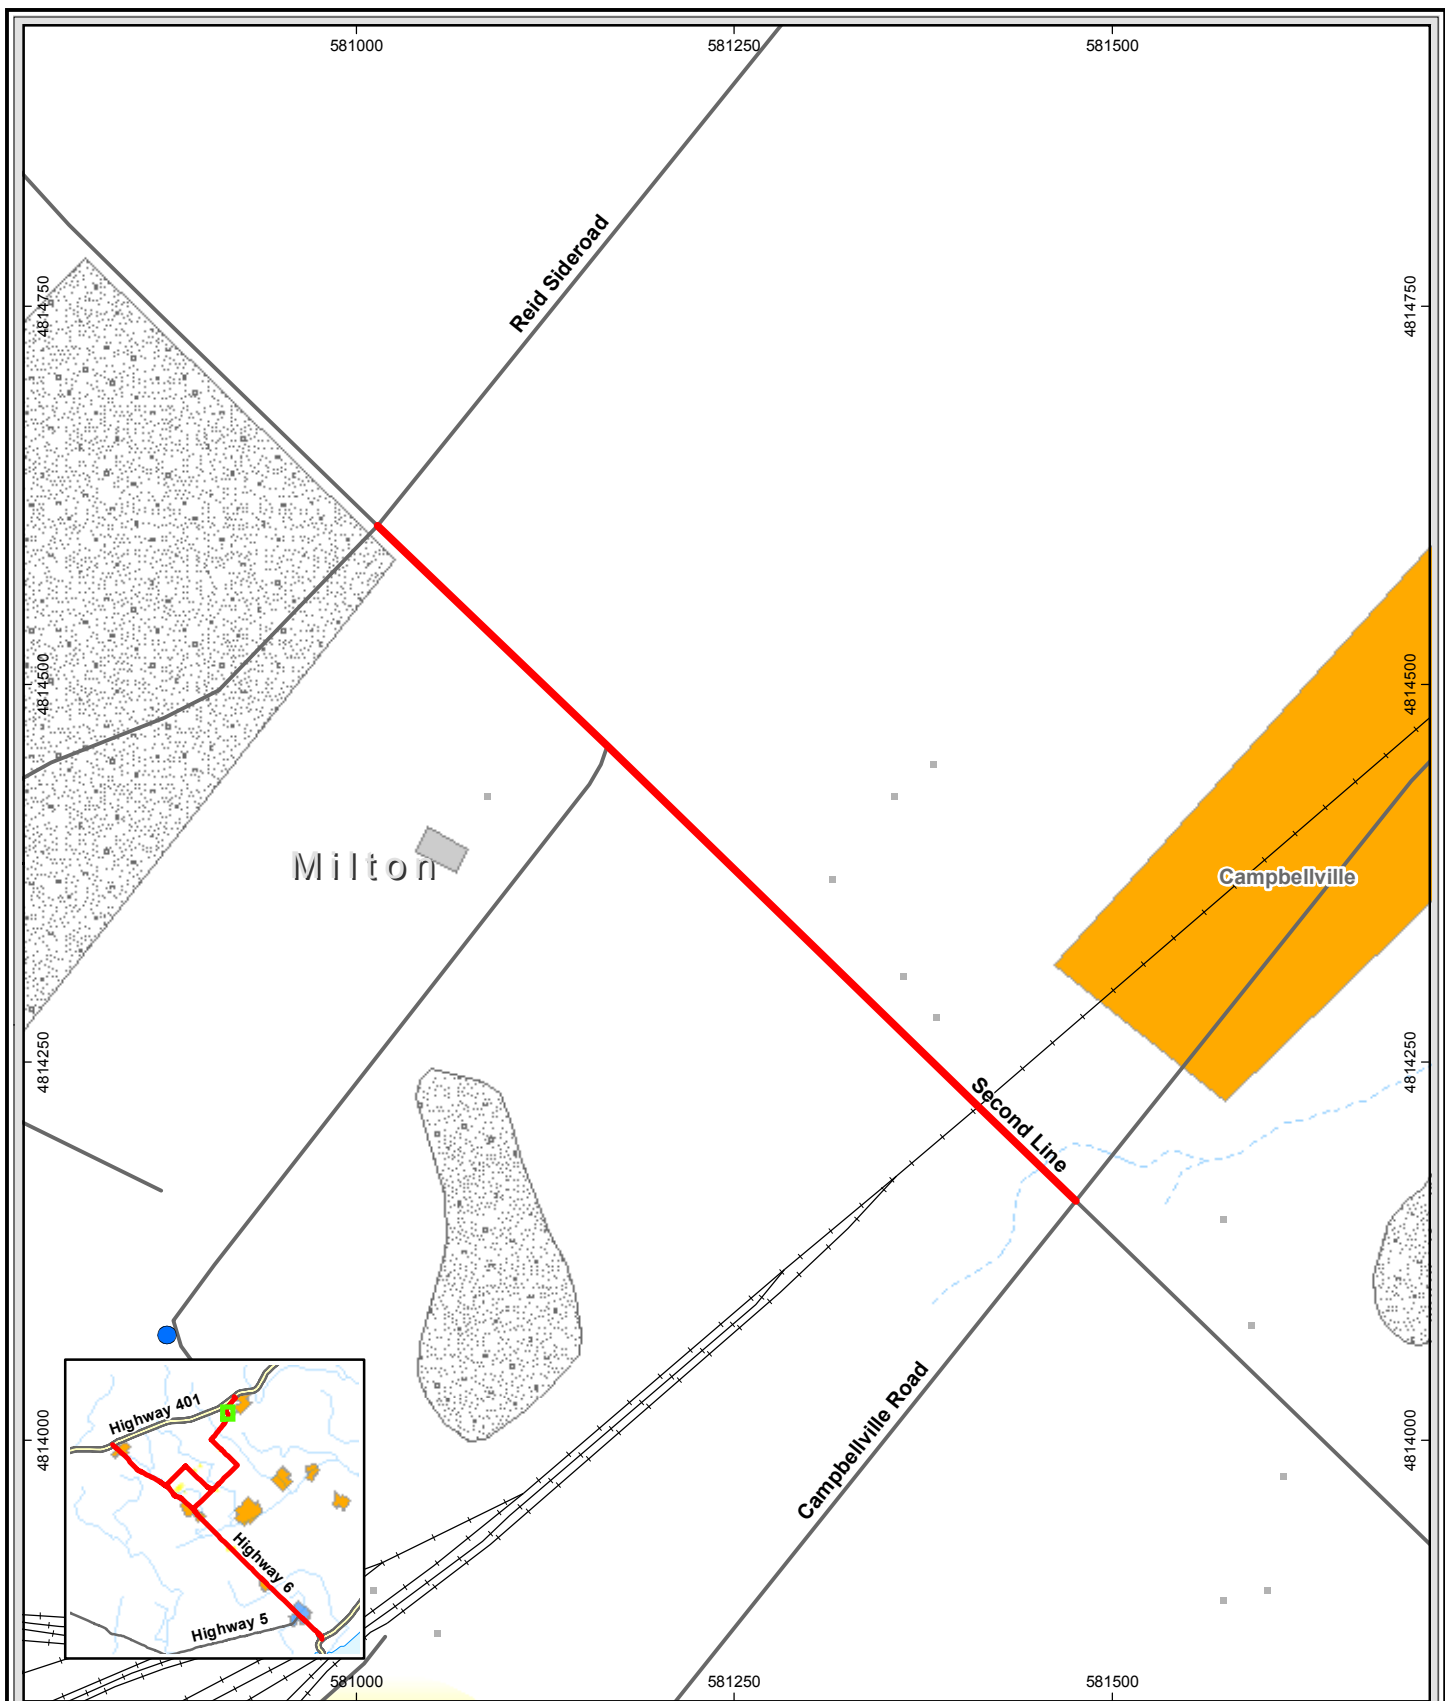 581000 581250 581500
Reid Sideroad
4814750 4814750
4814500 4814500
Milton
Campbellville
4814250 4814250
Second Line
Campbellville Road
4814000 4814000
Highway 401
Highway 6
Highway 5
581000 581250 581500